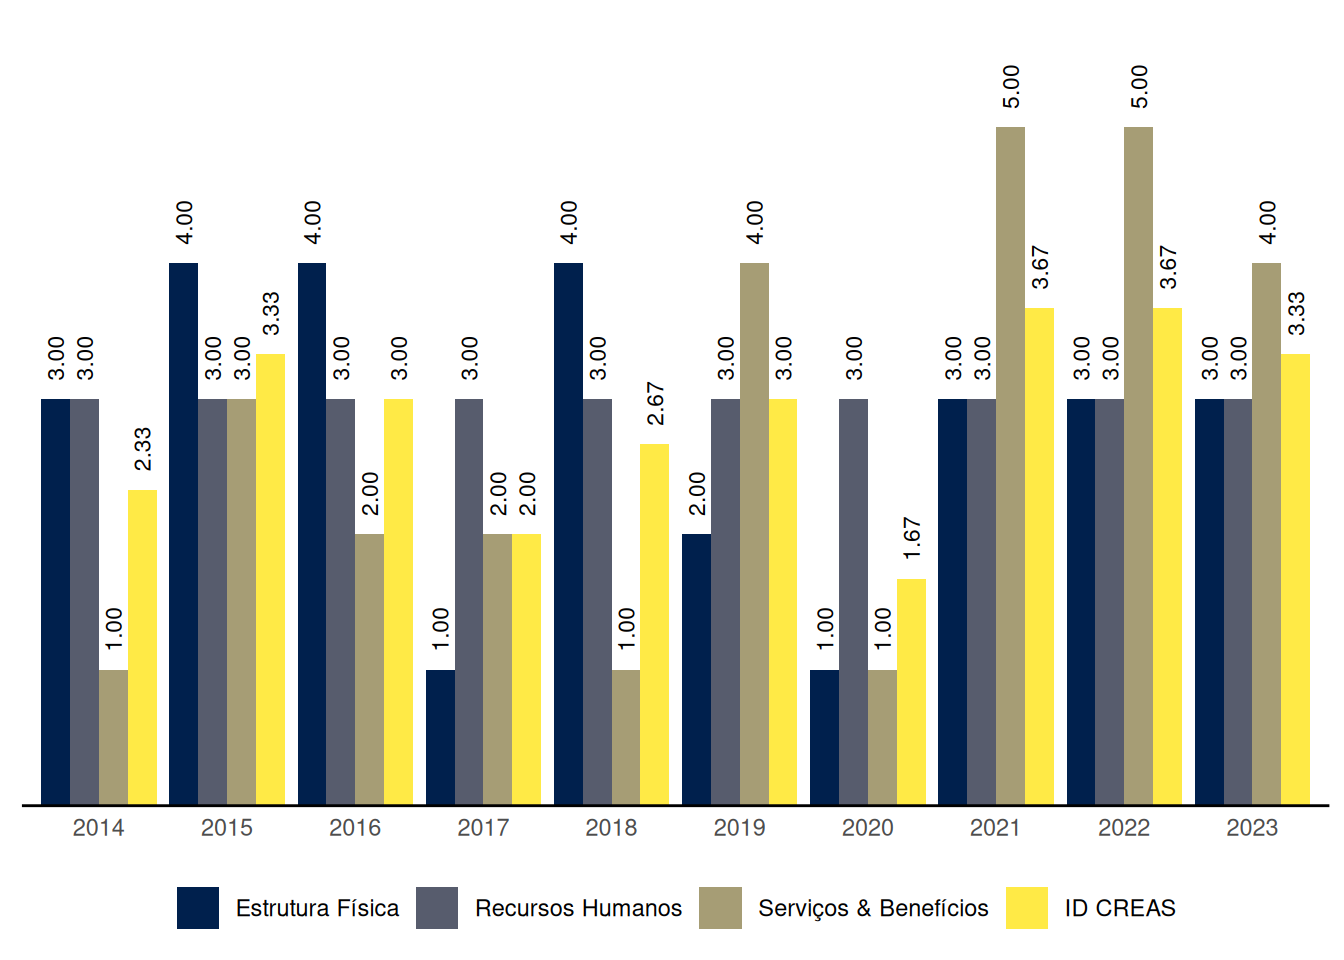 5.00 5.00
4.00 4.00 4.00 4.00 4.00
3.67 3.67
3.33 3.33
3.00 3.00 3.00 3.00 3.00 3.00 3.00 3.00 3.00 3.00 3.00 3.00 3.00 3.00 3.00 3.00 3.00
2.67
2.33
2.00 2.00 2.00 2.00
1.67
1.00 1.00 1.00 1.00 1.00
2014 2015 2016 2017 2018 2019 2020 2021 2022 2023
Estrutura Física Recursos Humanos Serviços & Benefícios ID CREAS